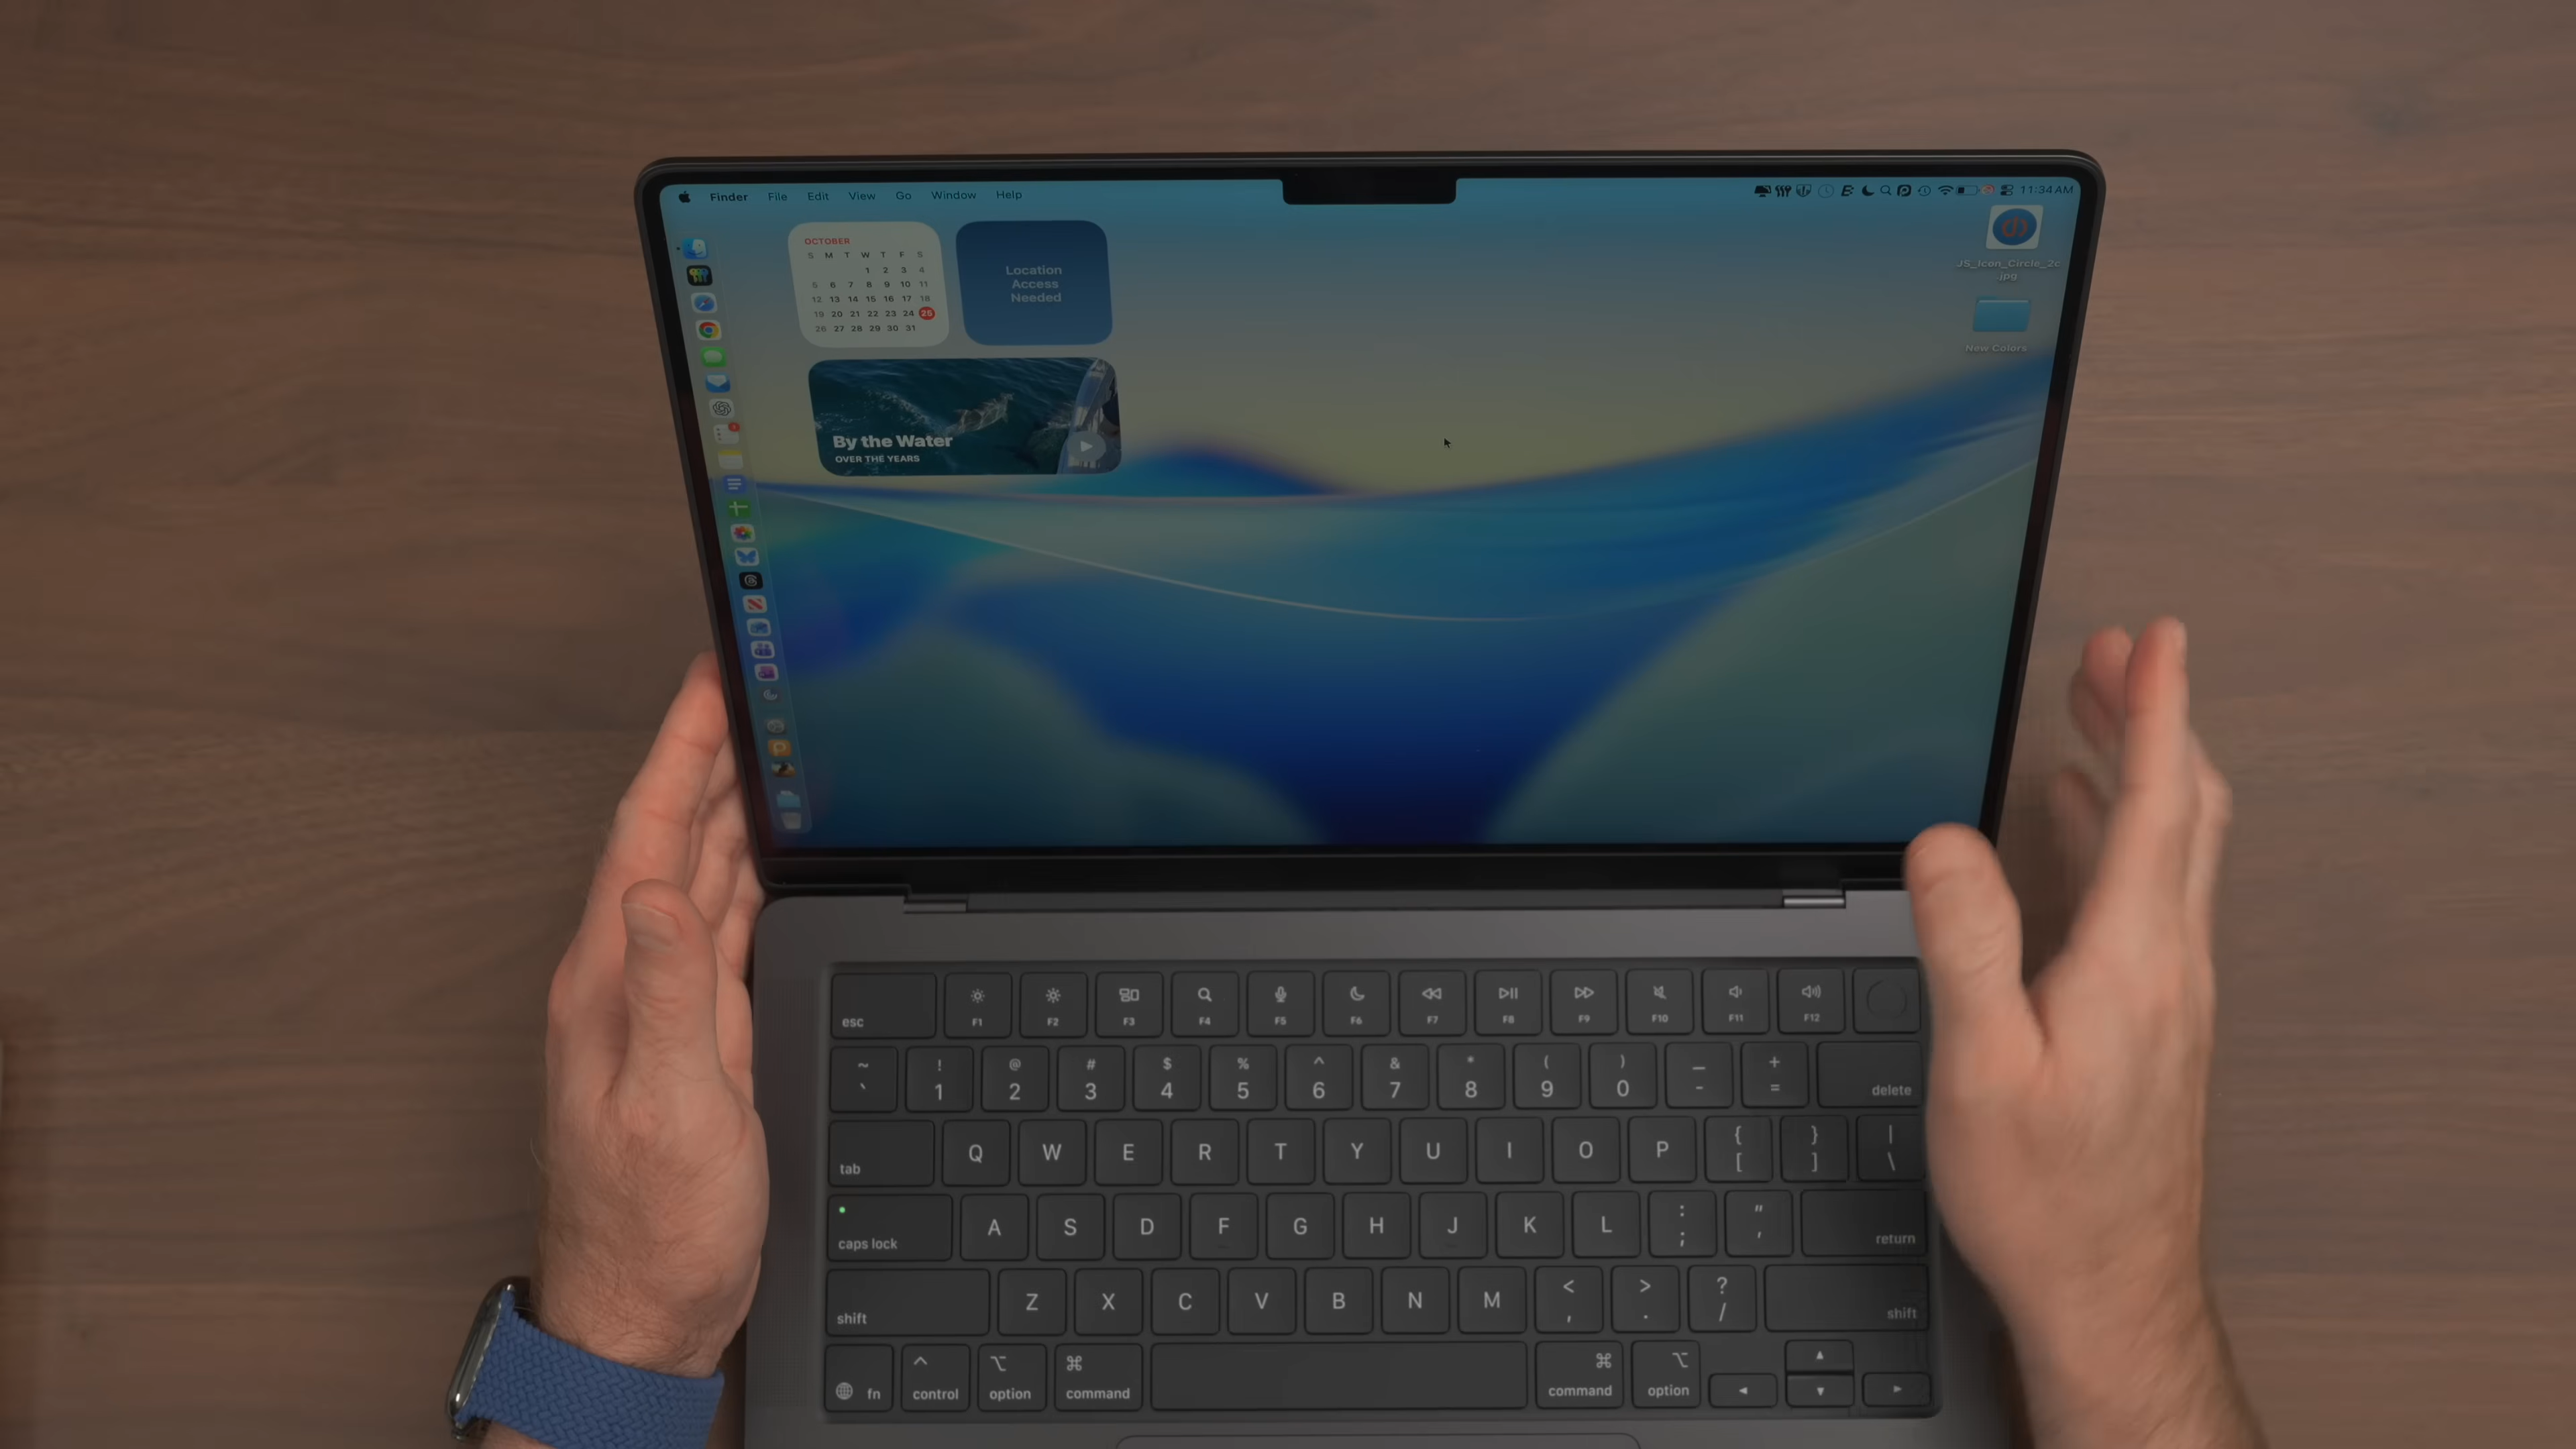 Finder File Edit View Go Window Help
11:34 AM
OCTOBER
S M T W T F S
1 2 3 4
5 6 7 8 9 10 11
12 13 14 15 16 17 18
19 20 21 22 23 24 25
26 27 28 29 30 31
Location
Access
Needed
By the Water
OVER THE YEARS
JS_Icon_Circle_2c
.jpg
New Colors
esc F1 F2 F3 F4 F5 F6 F7 F8 F9 F10 F11 F12
~ ! @ # $ % ^ & * ( ) _ +
` 1 2 3 4 5 6 7 8 9 0 - = delete
tab Q W E R T Y U I O P { [ } ] | \
caps lock A S D F G H J K L : ; " ' return
shift Z X C V B N M < , > . ? / shift
fn control option command command option